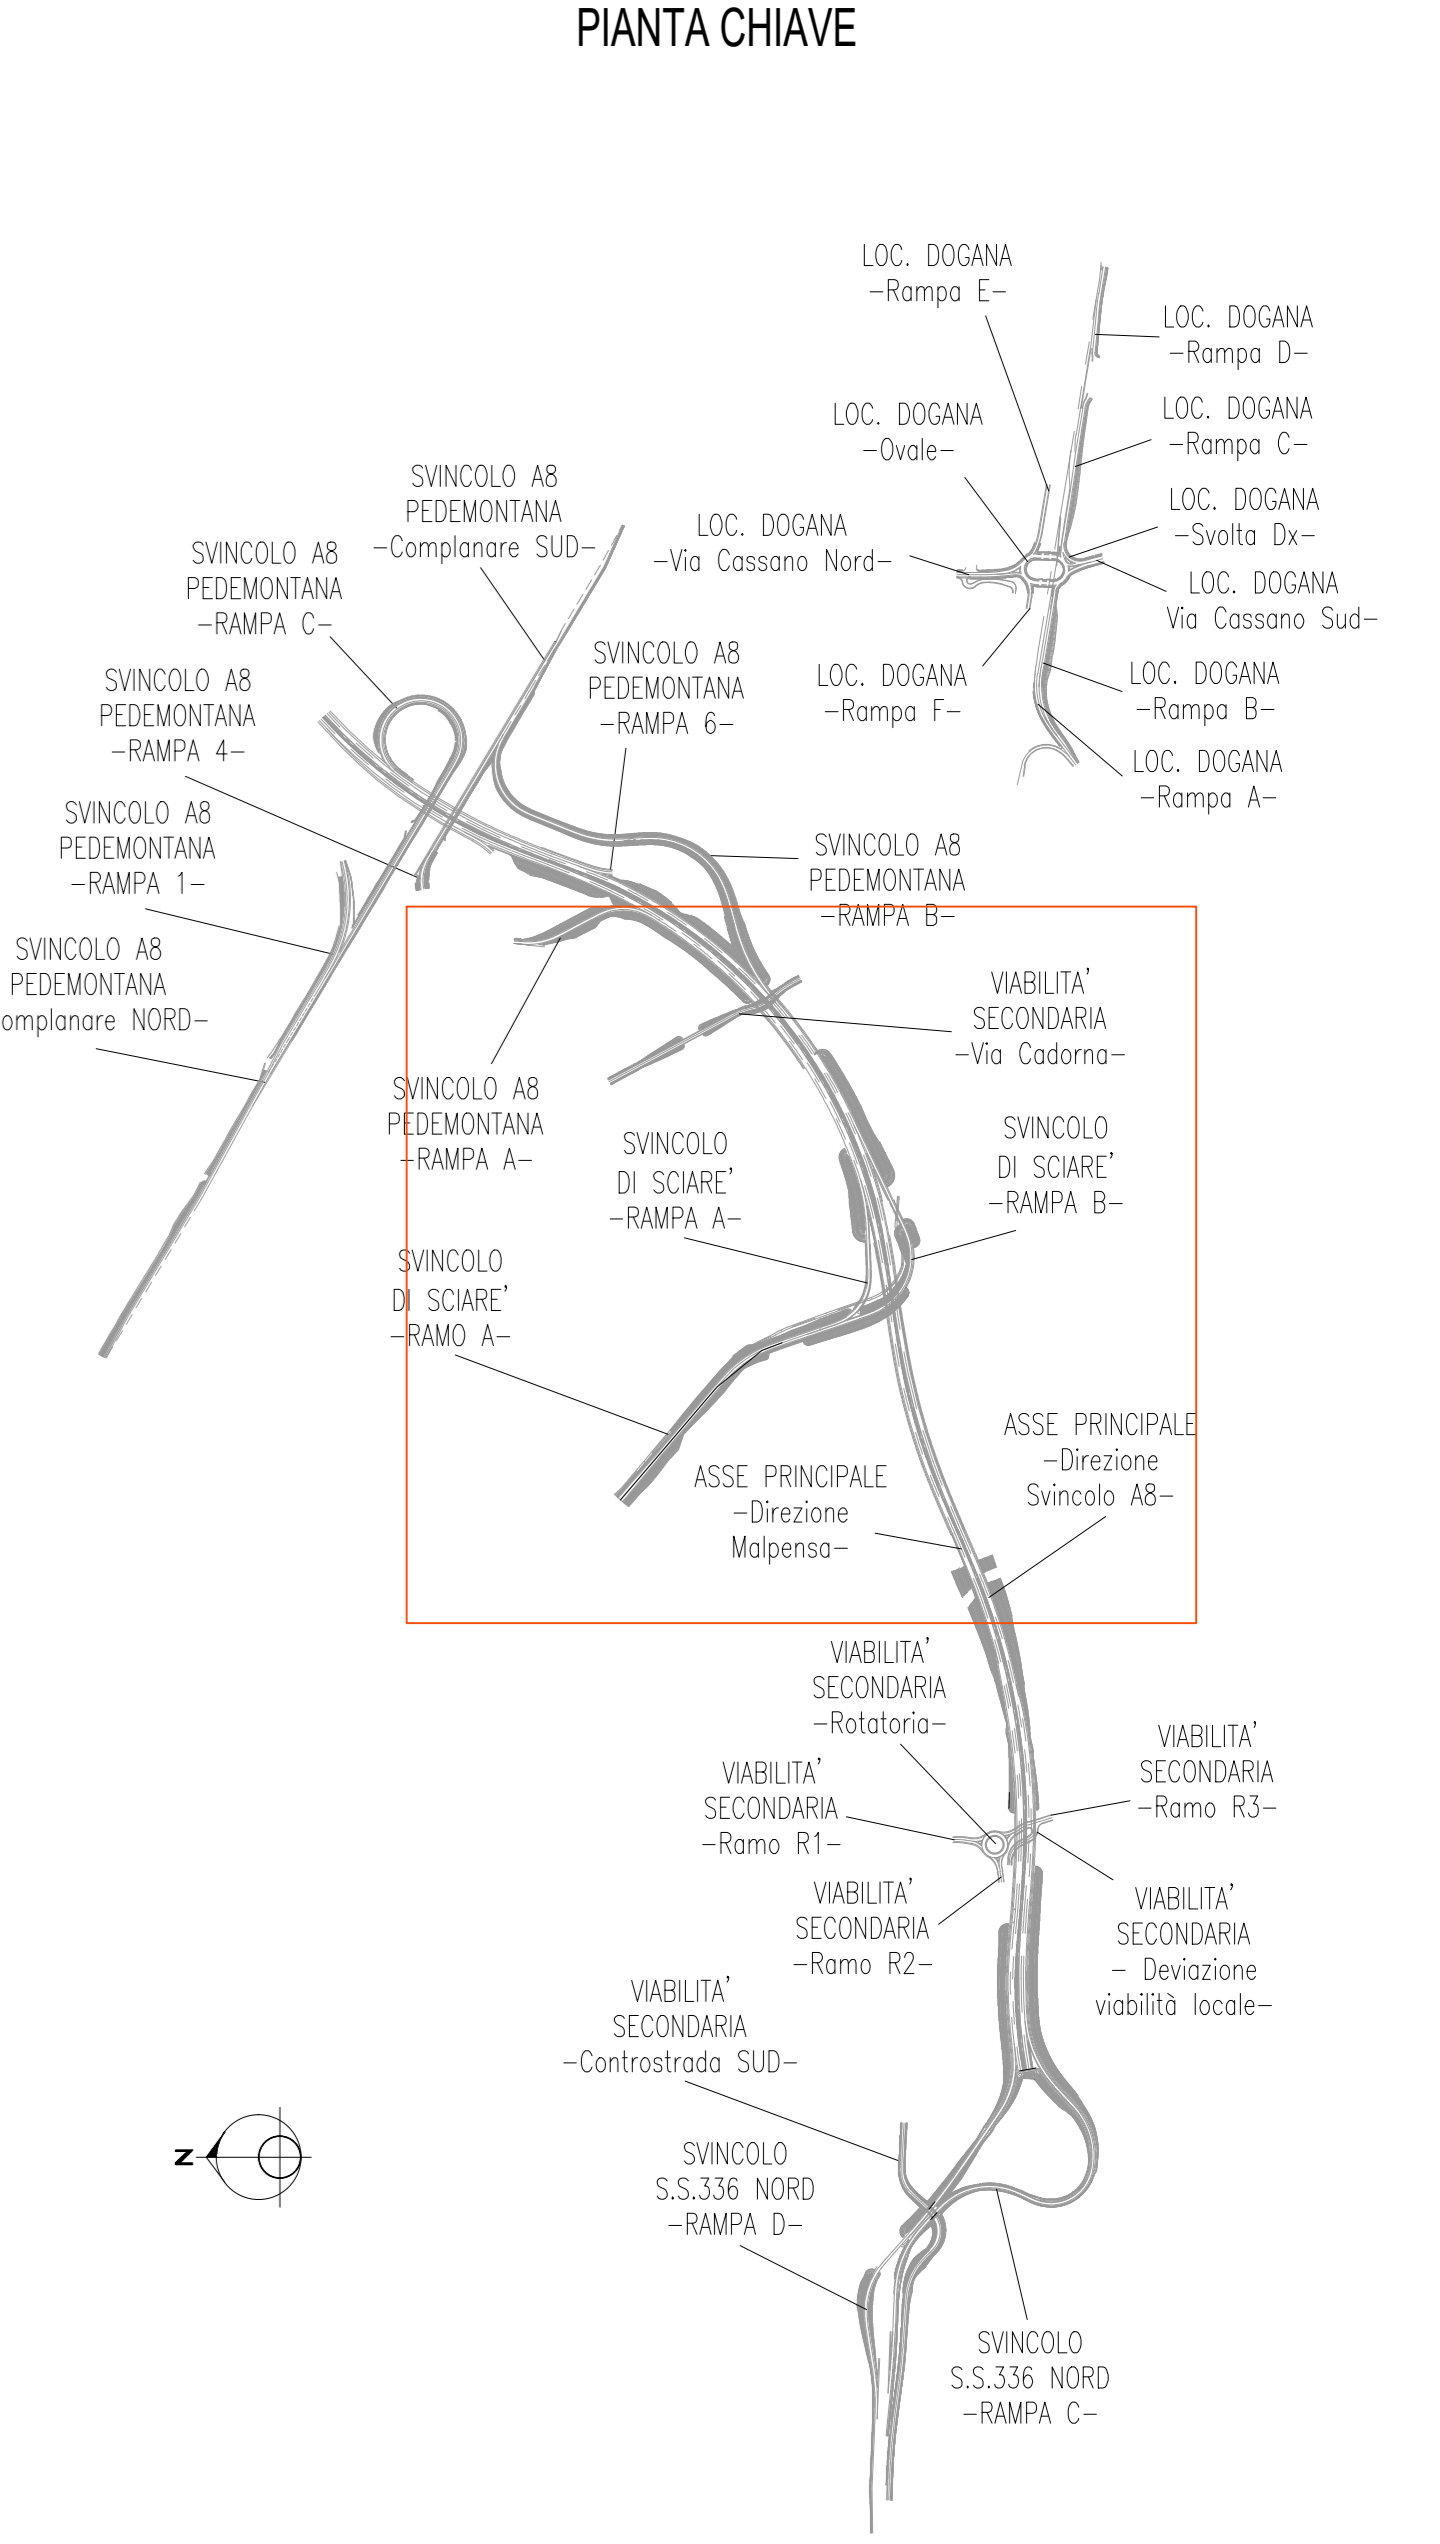 PIANTA CHIAVE
LOC. DOGANA
-Rampa E-
LOC. DOGANA
-Rampa D-
LOC. DOGANA
-Ovale-
LOC. DOGANA
-Rampa C-
SVINCOLO A8
PEDEMONTANA
-Complanare SUD-
LOC. DOGANA
-Via Cassano Nord-
LOC. DOGANA
-Svolta Dx-
SVINCOLO A8
PEDEMONTANA
-RAMPA C-
LOC. DOGANA
Via Cassano Sud-
SVINCOLO A8
PEDEMONTANA
-RAMPA 4-
SVINCOLO A8
PEDEMONTANA
-RAMPA 6-
LOC. DOGANA
-Rampa F-
LOC. DOGANA
-Rampa B-
LOC. DOGANA
-Rampa A-
SVINCOLO A8
PEDEMONTANA
-RAMPA 1-
SVINCOLO A8
PEDEMONTANA
-RAMPA B-
SVINCOLO A8
PEDEMONTANA
omplanare NORD-
VIABILITA'
SECONDARIA
-Via Cadorna-
SVINCOLO A8
PEDEMONTANA
-RAMPA A-
SVINCOLO
DI SCIARE'
-RAMPA A-
SVINCOLO
DI SCIARE'
-RAMPA B-
SVINCOLO
DI SCIARE'
-RAMO A-
ASSE PRINCIPALE
-Direzione
Svincolo A8-
ASSE PRINCIPALE
-Direzione
Malpensa-
VIABILITA'
SECONDARIA
-Rotatoria-
VIABILITA'
SECONDARIA
-Ramo R3-
VIABILITA'
SECONDARIA
-Ramo R1-
VIABILITA'
SECONDARIA
-Ramo R2-
VIABILITA'
SECONDARIA
- Deviazione
viabilità locale-
VIABILITA'
SECONDARIA
-Controstrada SUD-
N
SVINCOLO
S.S.336 NORD
-RAMPA D-
SVINCOLO
S.S.336 NORD
-RAMPA C-